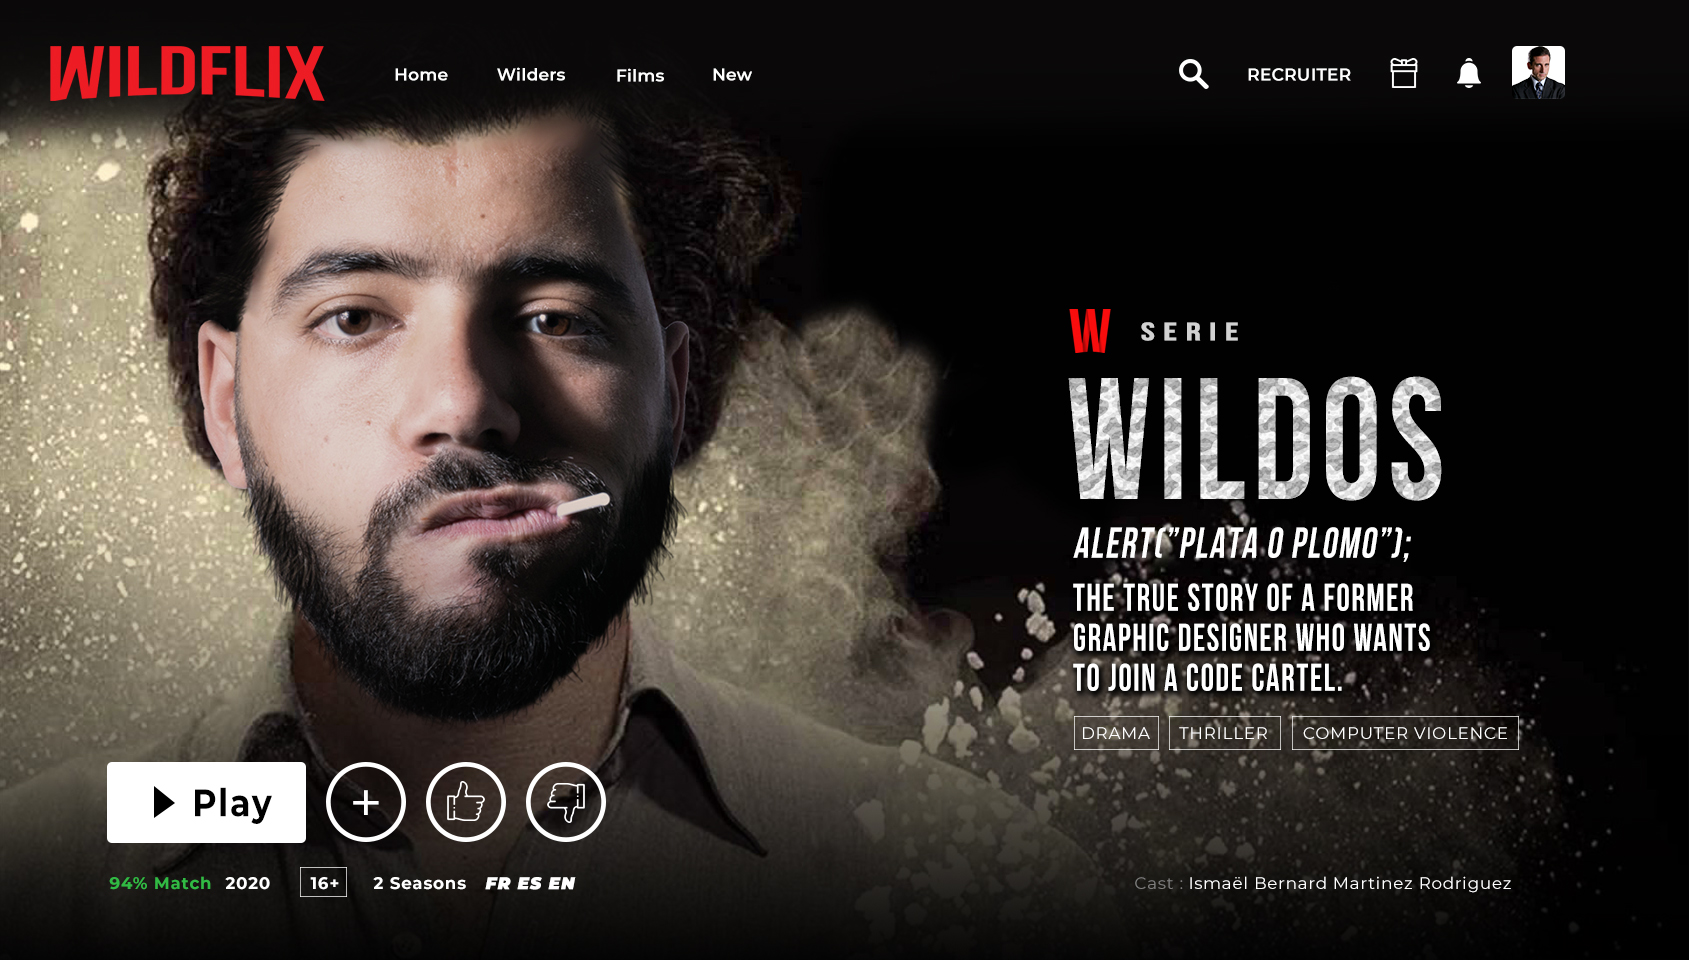 WILDFLIX
Home Wilders Films New
RECRUITER
W SERIE
WILDOS
ALERT("PLATA O PLOMO");
THE TRUE STORY OF A FORMER
GRAPHIC DESIGNER WHO WANTS
TO JOIN A CODE CARTEL.
DRAMA THRILLER COMPUTER VIOLENCE
Play
94% Match 2020 16+ 2 Seasons FR ES EN
Cast : Ismaël Bernard Martinez Rodriguez